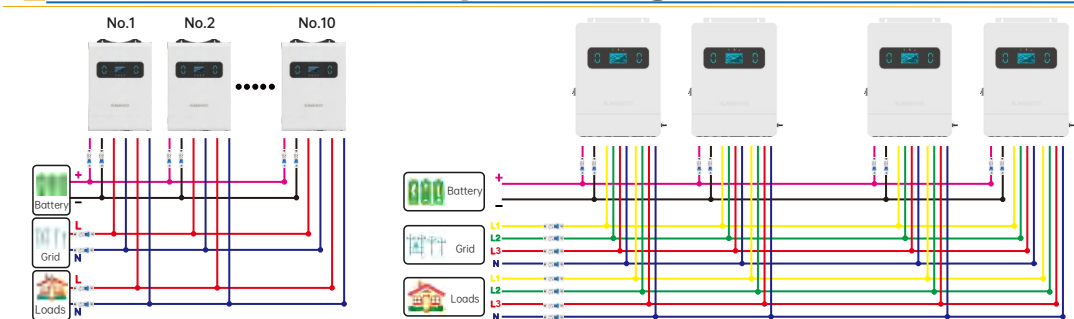 No.1
No.2
No.10
+
Battery
−
L
Grid
N
L
Loads
N
+
Battery
−
L1
L2
Grid
L3
N
L1
L2
Loads
L3
N